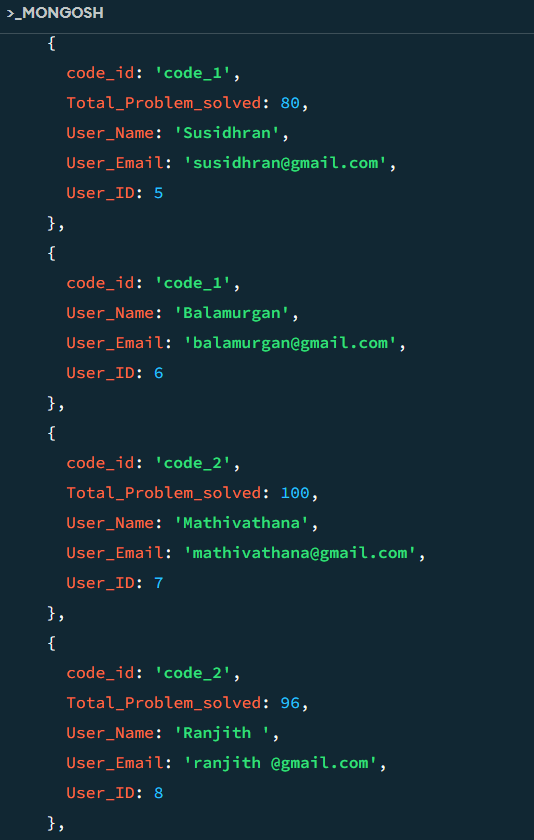 >_MONGOSH
{
code_id: 'code_1',
Total_Problem_solved: 80,
User_Name: 'Susidhran',
User_Email: 'susidhran@gmail.com',
User_ID: 5
},
{
code_id: 'code_1',
User_Name: 'Balamurgan',
User_Email: 'balamurgan@gmail.com',
User_ID: 6
},
{
code_id: 'code_2',
Total_Problem_solved: 100,
User_Name: 'Mathivathana',
User_Email: 'mathivathana@gmail.com',
User_ID: 7
},
{
code_id: 'code_2',
Total_Problem_solved: 96,
User_Name: 'Ranjith ',
User_Email: 'ranjith @gmail.com',
User_ID: 8
},